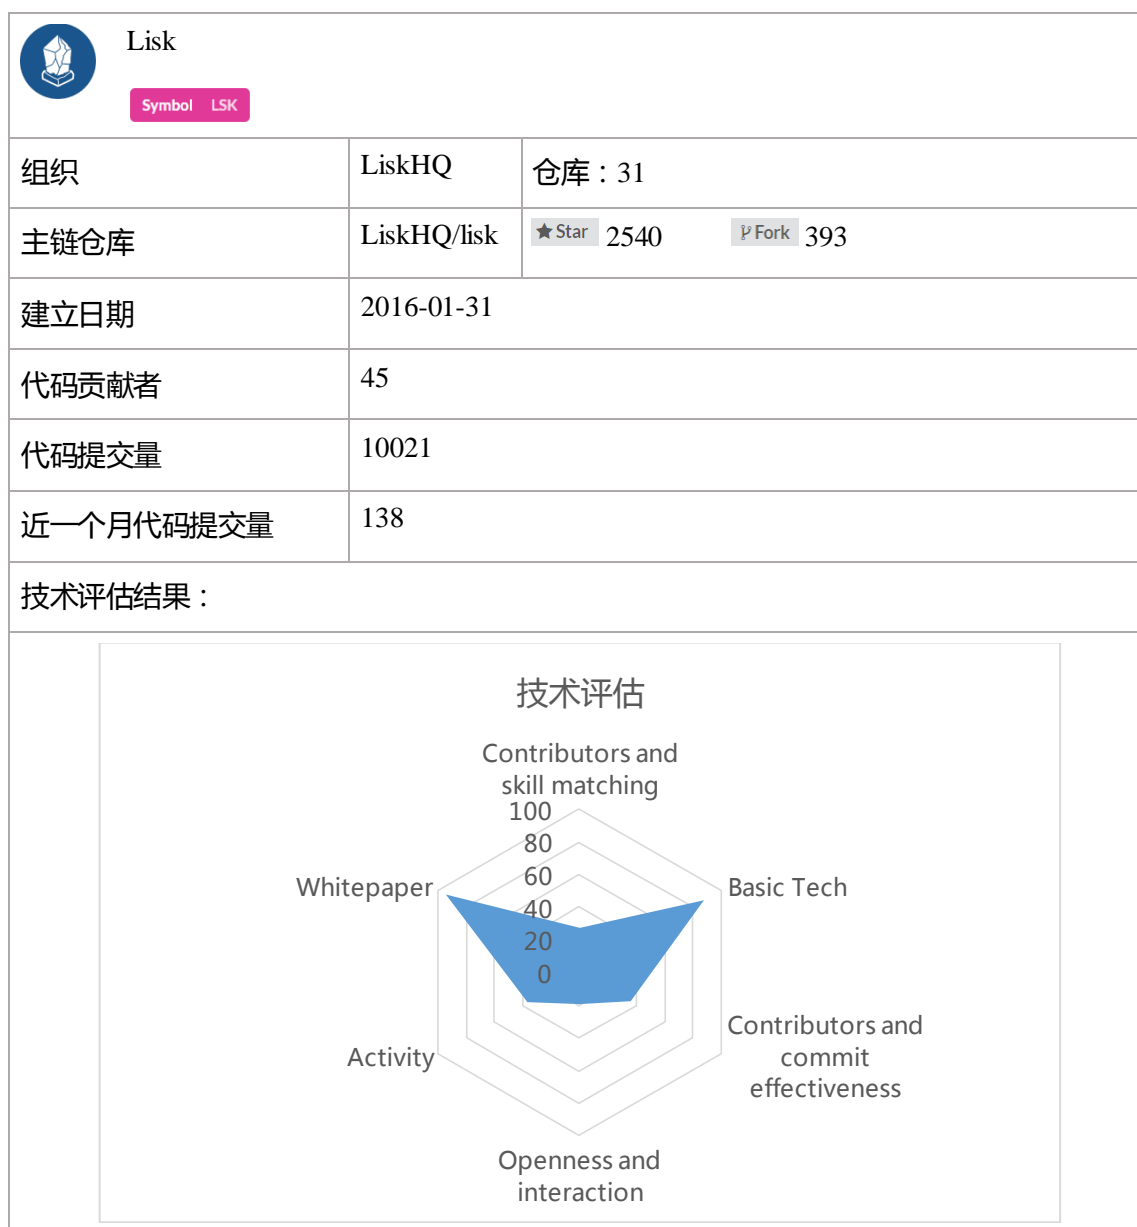 Lisk
Symbol LSK
组织 LiskHQ 仓库：31
主链仓库 LiskHQ/lisk Star 2540 Fork 393
建立日期 2016-01-31
代码贡献者 45
代码提交量 10021
近一个月代码提交量 138
技术评估结果：
技术评估
Contributors and
skill matching
100
80
60
40
20
0
Whitepaper
Basic Tech
Contributors and
commit
effectiveness
Activity
Openness and
interaction